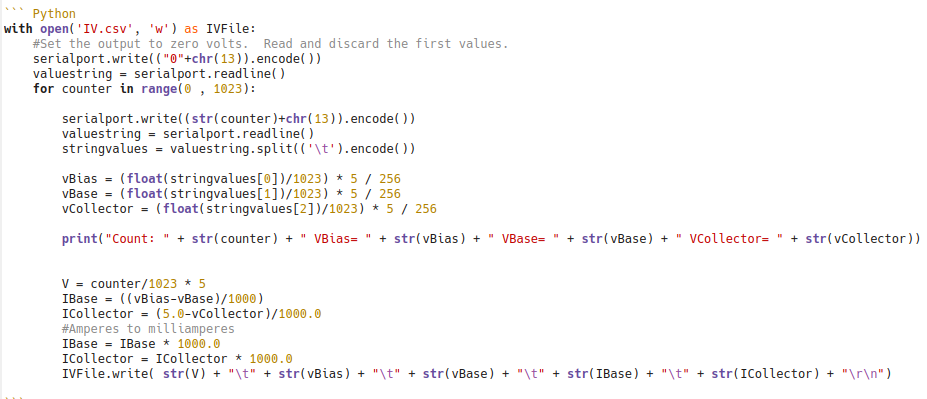 ``` Python
with open('IV.csv', 'w') as IVFile:
    #Set the output to zero volts.  Read and discard the first values.
    serialport.write(("0"+chr(13)).encode())
    valuestring = serialport.readline()
    for counter in range(0 , 1023):

        serialport.write((str(counter)+chr(13)).encode())
        valuestring = serialport.readline()
        stringvalues = valuestring.split(('\t').encode())

        vBias = (float(stringvalues[0])/1023) * 5 / 256
        vBase = (float(stringvalues[1])/1023) * 5 / 256
        vCollector = (float(stringvalues[2])/1023) * 5 / 256

        print("Count: " + str(counter) + " VBias= " + str(vBias) + " VBase= " + str(vBase) + " VCollector= " + str(vCollector))


        V = counter/1023 * 5
        IBase = ((vBias-vBase)/1000)
        ICollector = (5.0-vCollector)/1000.0
        #Amperes to milliamperes
        IBase = IBase * 1000.0
        ICollector = ICollector * 1000.0
        IVFile.write( str(V) + "\t" + str(vBias) + "\t" + str(vBase) + "\t" + str(IBase) + "\t" + str(ICollector) + "\r\n")

```